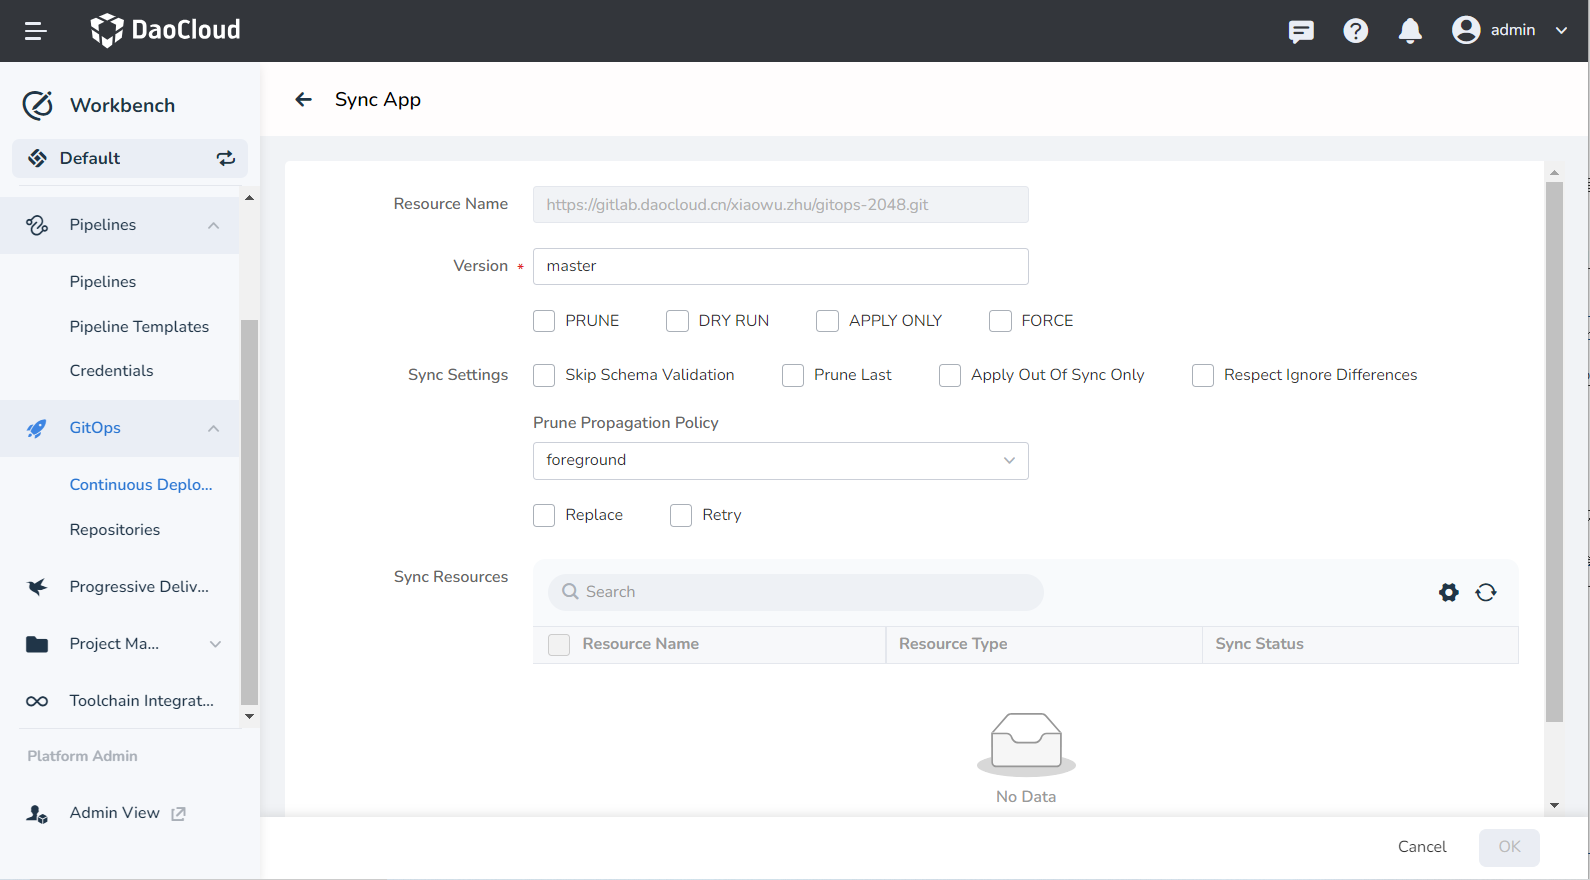 DaoCloud
admin
Workbench
Default
Pipelines
Pipelines
Pipeline Templates
Credentials
GitOps
Continuous Deplo...
Repositories
Progressive Deliv...
Project Ma...
Toolchain Integrat...
Platform Admin
Admin View
Sync App
Resource Name https://gitlab.daocloud.cn/xiaowu.zhu/gitops-2048.git
Version * master
PRUNE DRY RUN APPLY ONLY FORCE
Sync Settings Skip Schema Validation Prune Last Apply Out Of Sync Only Respect Ignore Differences
Prune Propagation Policy
foreground
Replace Retry
Sync Resources Search
Resource Name Resource Type Sync Status
No Data
Cancel OK